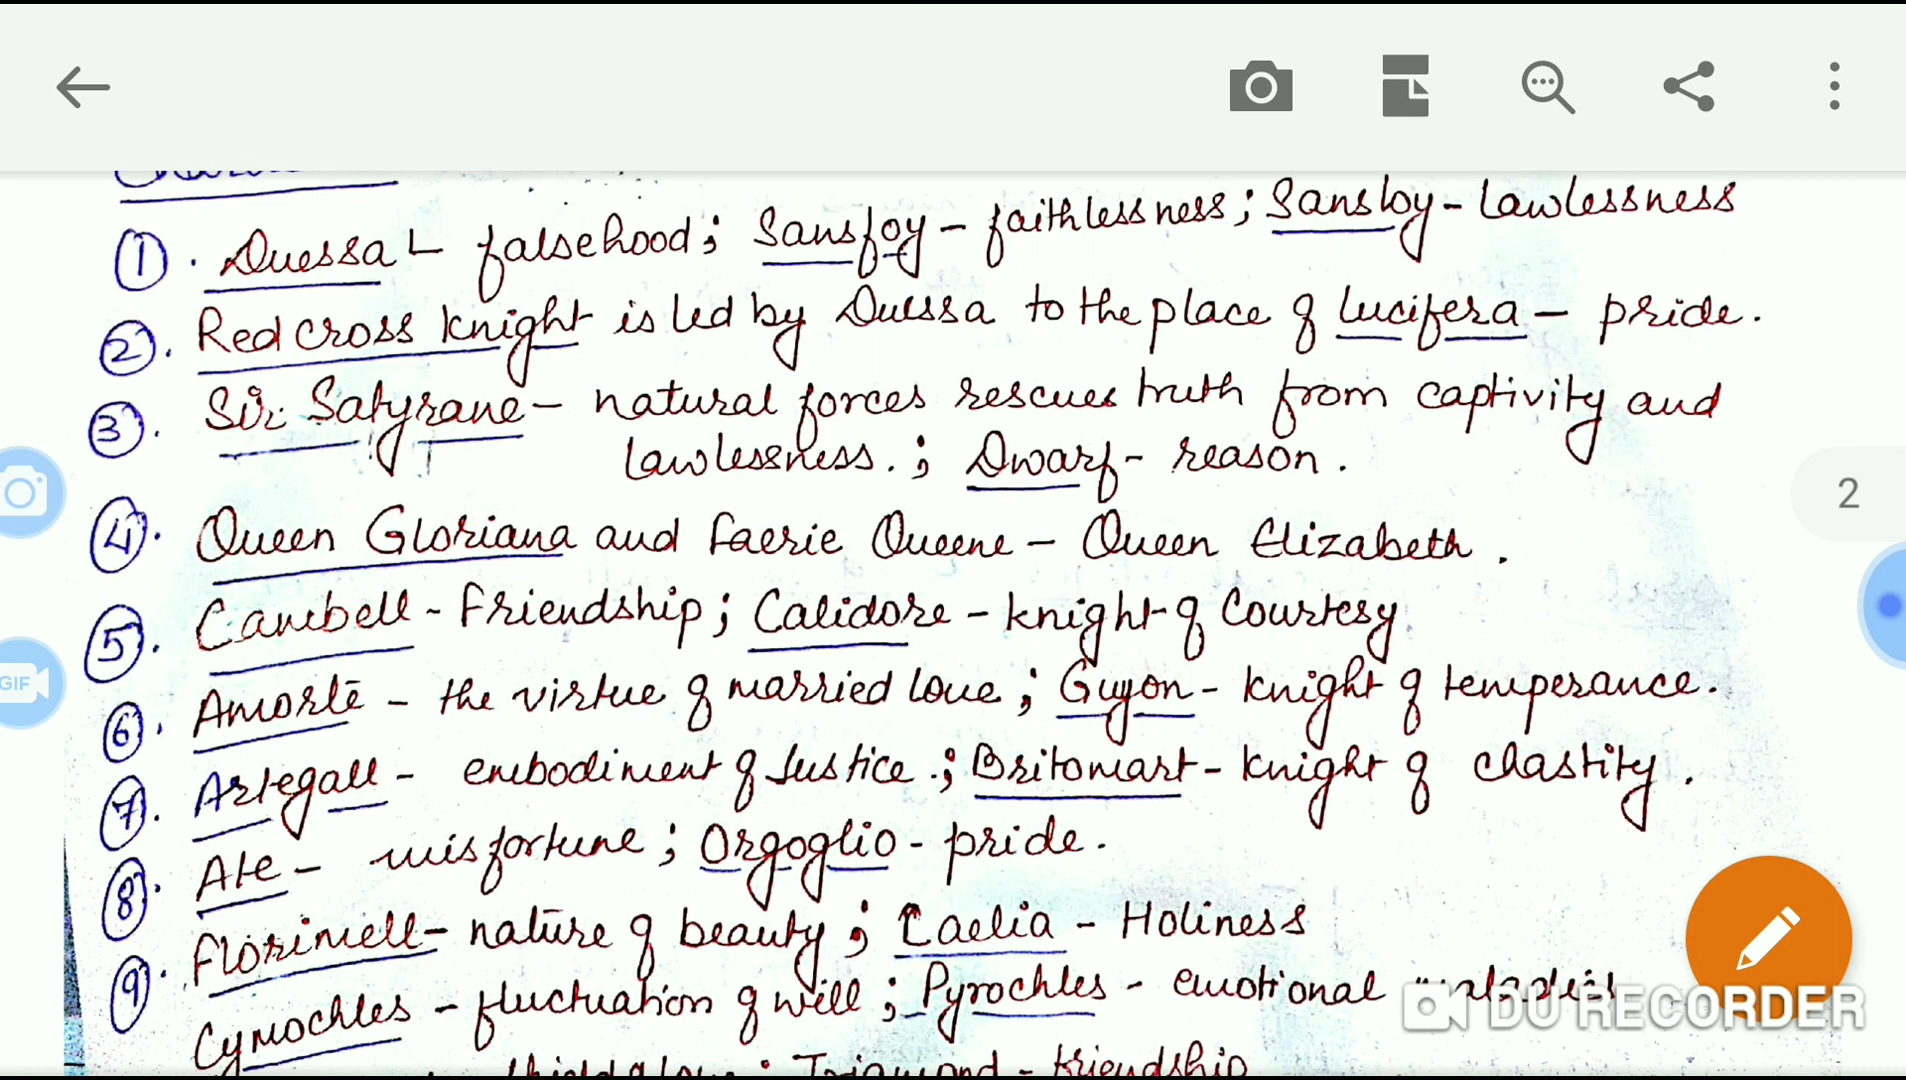 ① . Duessa - falsehood; Sansfoy - faithlessness; Sansloy - Lawlessness
②. Red cross knight is led by Duessa to the place of lucifera - pride.
③. Sir Satyrane - natural forces rescues truth from captivity and
lawlessness. ; Dwarf - reason.
④. Queen Gloriana and Faerie Queene - Queen Elizabeth.
2
⑤. Cambell - Friendship; Calidore - knight of Courtesy
⑥. Amorte - the virtue of married love; Guyon - knight of temperance.
GIF
⑦. Artegall - embodiment of Justice.; Britomart - knight of chastity.
⑧. Ate - misfortune; Orgoglio - pride.
⑨. Florimell - nature of beauty; Caelia - Holiness
Cymochles - fluctuation of will; Pyrochles - emotional
DU RECORDER
Triamond - friendship